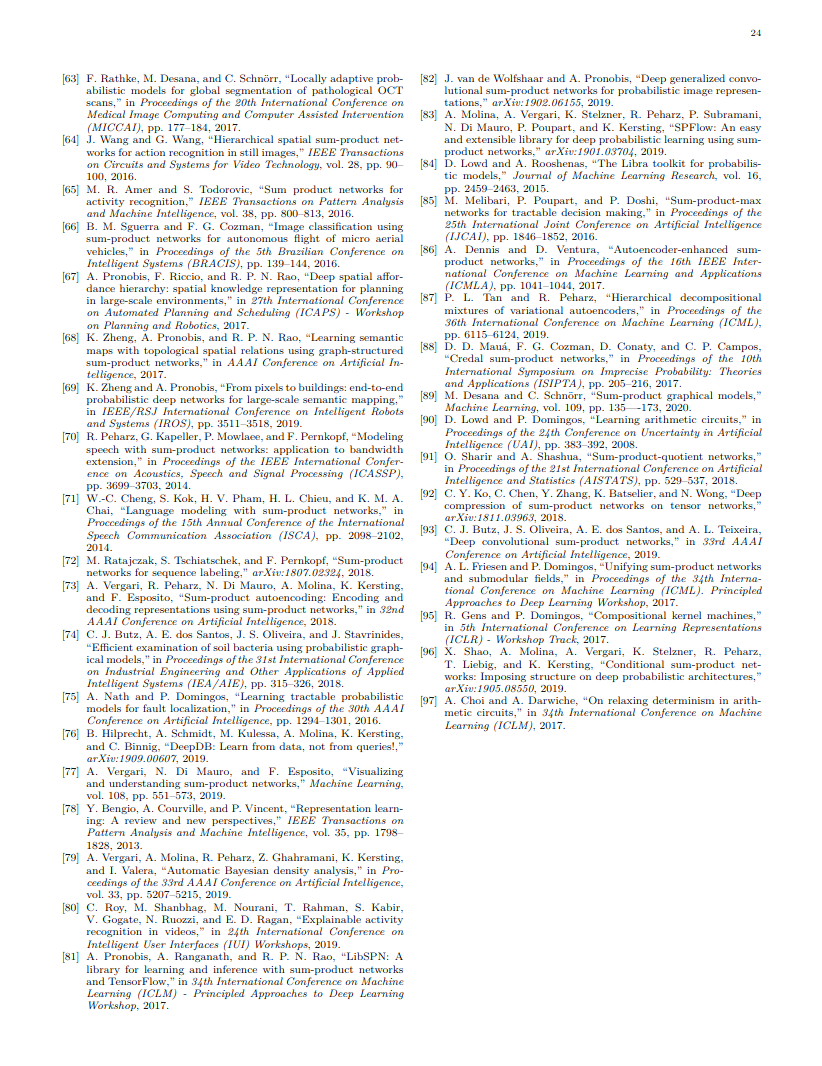 24
[63] F. Rathke, M. Desana, and C. Schnörr, “Locally adaptive prob-
abilistic models for global segmentation of pathological OCT
scans,” in Proceedings of the 20th International Conference on
Medical Image Computing and Computer Assisted Intervention
(MICCAI), pp. 177–184, 2017.
[64] J. Wang and G. Wang, “Hierarchical spatial sum-product net-
works for action recognition in still images,” IEEE Transactions
on Circuits and Systems for Video Technology, vol. 28, pp. 90–
100, 2016.
[65] M. R. Amer and S. Todorovic, “Sum product networks for
activity recognition,” IEEE Transactions on Pattern Analysis
and Machine Intelligence, vol. 38, pp. 800–813, 2016.
[66] B. M. Sguerra and F. G. Cozman, “Image classification using
sum-product networks for autonomous flight of micro aerial
vehicles,” in Proceedings of the 5th Brazilian Conference on
Intelligent Systems (BRACIS), pp. 139–144, 2016.
[67] A. Pronobis, F. Riccio, and R. P. N. Rao, “Deep spatial affor-
dance hierarchy: spatial knowledge representation for planning
in large-scale environments,” in 27th International Conference
on Automated Planning and Scheduling (ICAPS) - Workshop
on Planning and Robotics, 2017.
[68] K. Zheng, A. Pronobis, and R. P. N. Rao, “Learning semantic
maps with topological spatial relations using graph-structured
sum-product networks,” in AAAI Conference on Artificial In-
telligence, 2017.
[69] K. Zheng and A. Pronobis, “From pixels to buildings: end-to-end
probabilistic deep networks for large-scale semantic mapping,”
in IEEE/RSJ International Conference on Intelligent Robots
and Systems (IROS), pp. 3511–3518, 2019.
[70] R. Peharz, G. Kapeller, P. Mowlaee, and F. Pernkopf, “Modeling
speech with sum-product networks: application to bandwidth
extension,” in Proceedings of the IEEE International Confer-
ence on Acoustics, Speech and Signal Processing (ICASSP),
pp. 3699–3703, 2014.
[71] W.-C. Cheng, S. Kok, H. V. Pham, H. L. Chieu, and K. M. A.
Chai, “Language modeling with sum-product networks,” in
Proceedings of the 15th Annual Conference of the International
Speech Communication Association (ISCA), pp. 2098–2102,
2014.
[72] M. Ratajczak, S. Tschiatschek, and F. Pernkopf, “Sum-product
networks for sequence labeling,” arXiv:1807.02324, 2018.
[73] A. Vergari, R. Peharz, N. Di Mauro, A. Molina, K. Kersting,
and F. Esposito, “Sum-product autoencoding: Encoding and
decoding representations using sum-product networks,” in 32nd
AAAI Conference on Artificial Intelligence, 2018.
[74] C. J. Butz, A. E. dos Santos, J. S. Oliveira, and J. Stavrinides,
“Efficient examination of soil bacteria using probabilistic graph-
ical models,” in Proceedings of the 31st International Conference
on Industrial Engineering and Other Applications of Applied
Intelligent Systems (IEA/AIE), pp. 315–326, 2018.
[75] A. Nath and P. Domingos, “Learning tractable probabilistic
models for fault localization,” in Proceedings of the 30th AAAI
Conference on Artificial Intelligence, pp. 1294–1301, 2016.
[76] B. Hilprecht, A. Schmidt, M. Kulessa, A. Molina, K. Kersting,
and C. Binnig, “DeepDB: Learn from data, not from queries!,”
arXiv:1909.00607, 2019.
[77] A. Vergari, N. Di Mauro, and F. Esposito, “Visualizing
and understanding sum-product networks,” Machine Learning,
vol. 108, pp. 551–573, 2019.
[78] Y. Bengio, A. Courville, and P. Vincent, “Representation learn-
ing: A review and new perspectives,” IEEE Transactions on
Pattern Analysis and Machine Intelligence, vol. 35, pp. 1798–
1828, 2013.
[79] A. Vergari, A. Molina, R. Peharz, Z. Ghahramani, K. Kersting,
and I. Valera, “Automatic Bayesian density analysis,” in Pro-
ceedings of the 33rd AAAI Conference on Artificial Intelligence,
vol. 33, pp. 5207–5215, 2019.
[80] C. Roy, M. Shanbhag, M. Nourani, T. Rahman, S. Kabir,
V. Gogate, N. Ruozzi, and E. D. Ragan, “Explainable activity
recognition in videos,” in 24th International Conference on
Intelligent User Interfaces (IUI) Workshops, 2019.
[81] A. Pronobis, A. Ranganath, and R. P. N. Rao, “LibSPN: A
library for learning and inference with sum-product networks
and TensorFlow,” in 34th International Conference on Machine
Learning (ICLM) - Principled Approaches to Deep Learning
Workshop, 2017.
[82] J. van de Wolfshaar and A. Pronobis, “Deep generalized convo-
lutional sum-product networks for probabilistic image represen-
tations,” arXiv:1902.06155, 2019.
[83] A. Molina, A. Vergari, K. Stelzner, R. Peharz, P. Subramani,
N. Di Mauro, P. Poupart, and K. Kersting, “SPFlow: An easy
and extensible library for deep probabilistic learning using sum-
product networks,” arXiv:1901.03704, 2019.
[84] D. Lowd and A. Rooshenas, “The Libra toolkit for probabilis-
tic models,” Journal of Machine Learning Research, vol. 16,
pp. 2459–2463, 2015.
[85] M. Melibari, P. Poupart, and P. Doshi, “Sum-product-max
networks for tractable decision making,” in Proceedings of the
25th International Joint Conference on Artificial Intelligence
(IJCAI), pp. 1846–1852, 2016.
[86] A. Dennis and D. Ventura, “Autoencoder-enhanced sum-
product networks,” in Proceedings of the 16th IEEE Inter-
national Conference on Machine Learning and Applications
(ICMLA), pp. 1041–1044, 2017.
[87] P. L. Tan and R. Peharz, “Hierarchical decompositional
mixtures of variational autoencoders,” in Proceedings of the
36th International Conference on Machine Learning (ICML),
pp. 6115–6124, 2019.
[88] D. D. Mauá, F. G. Cozman, D. Conaty, and C. P. Campos,
“Credal sum-product networks,” in Proceedings of the 10th
International Symposium on Imprecise Probability: Theories
and Applications (ISIPTA), pp. 205–216, 2017.
[89] M. Desana and C. Schnörr, “Sum-product graphical models,”
Machine Learning, vol. 109, pp. 135—-173, 2020.
[90] D. Lowd and P. Domingos, “Learning arithmetic circuits,” in
Proceedings of the 24th Conference on Uncertainty in Artificial
Intelligence (UAI), pp. 383–392, 2008.
[91] O. Sharir and A. Shashua, “Sum-product-quotient networks,”
in Proceedings of the 21st International Conference on Artificial
Intelligence and Statistics (AISTATS), pp. 529–537, 2018.
[92] C. Y. Ko, C. Chen, Y. Zhang, K. Batselier, and N. Wong, “Deep
compression of sum-product networks on tensor networks,”
arXiv:1811.03963, 2018.
[93] C. J. Butz, J. S. Oliveira, A. E. dos Santos, and A. L. Teixeira,
“Deep convolutional sum-product networks,” in 33rd AAAI
Conference on Artificial Intelligence, 2019.
[94] A. L. Friesen and P. Domingos, “Unifying sum-product networks
and submodular fields,” in Proceedings of the 34th Interna-
tional Conference on Machine Learning (ICML). Principled
Approaches to Deep Learning Workshop, 2017.
[95] R. Gens and P. Domingos, “Compositional kernel machines,”
in 5th International Conference on Learning Representations
(ICLR) - Workshop Track, 2017.
[96] X. Shao, A. Molina, A. Vergari, K. Stelzner, R. Peharz,
T. Liebig, and K. Kersting, “Conditional sum-product net-
works: Imposing structure on deep probabilistic architectures,”
arXiv:1905.08550, 2019.
[97] A. Choi and A. Darwiche, “On relaxing determinism in arith-
metic circuits,” in 34th International Conference on Machine
Learning (ICLM), 2017.